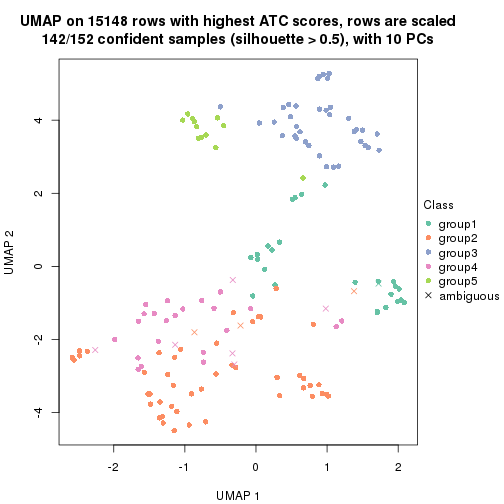 UMAP on 15148 rows with highest ATC scores, rows are scaled
142/152 confident samples (silhouette > 0.5), with 10 PCs
UMAP 2
4
2
0
-2
-4
-2
-1
0
1
2
UMAP 1
Class
group1
group2
group3
group4
group5
ambiguous